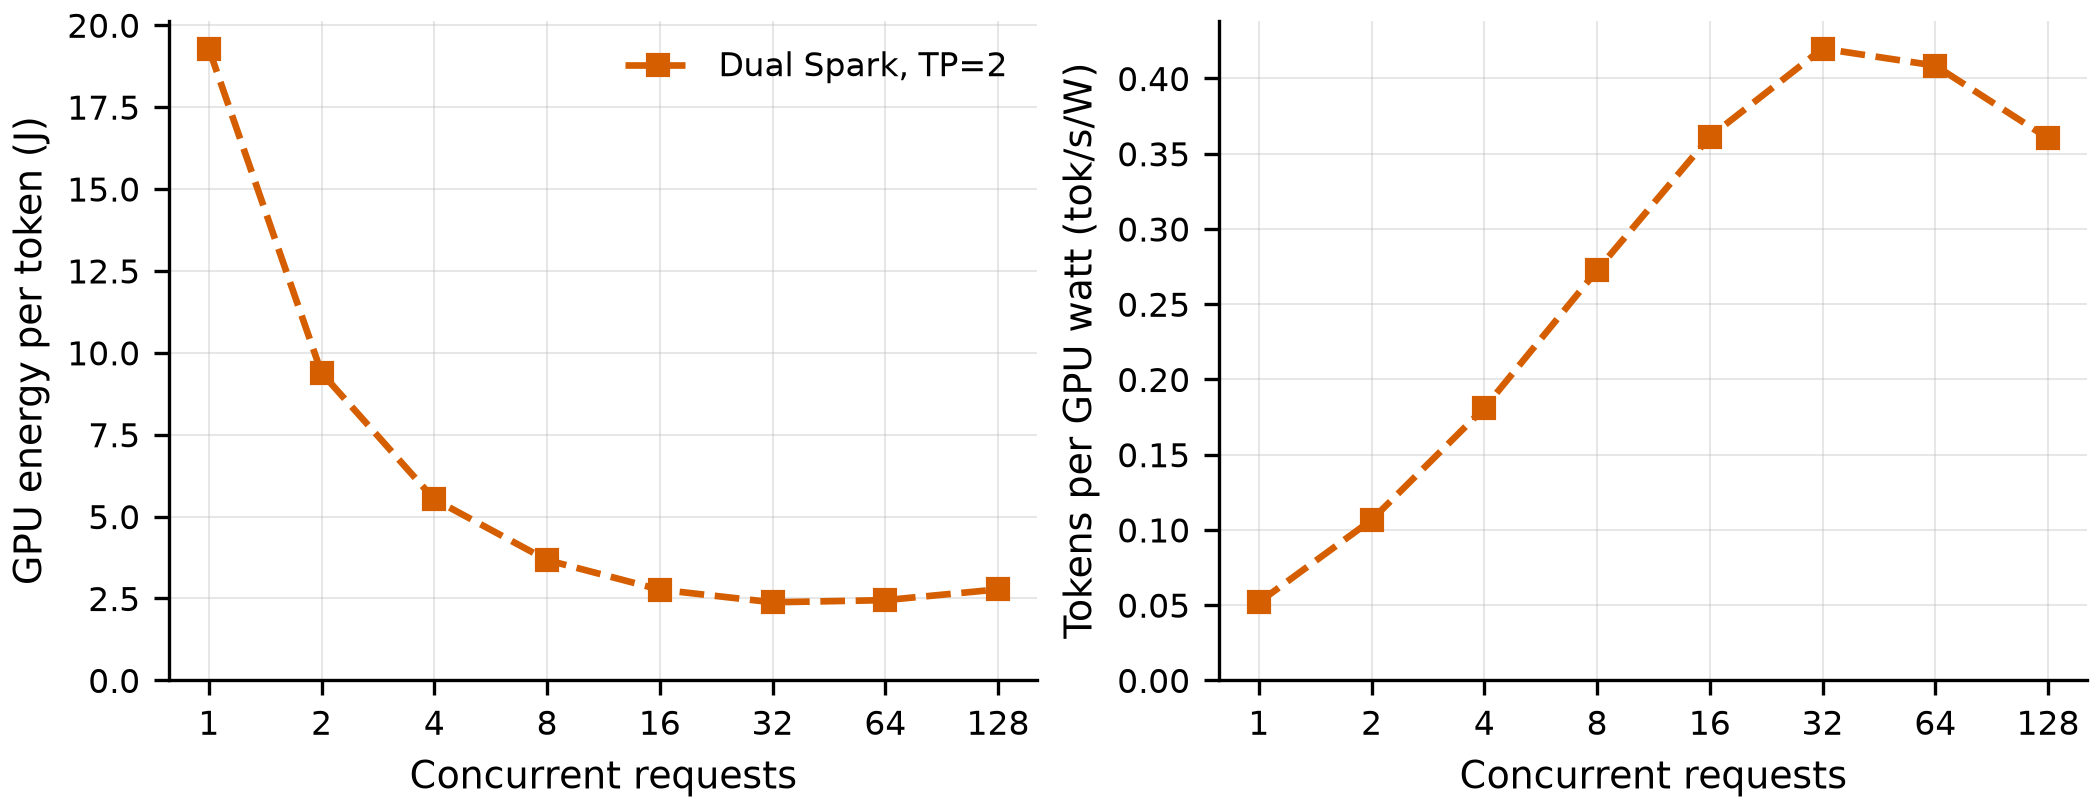 GPU energy per token (J)
20.0
17.5
15.0
12.5
10.0
7.5
5.0
2.5
0.0
Dual Spark, TP=2
1 2 4 8 16 32 64 128
Concurrent requests
Tokens per GPU watt (tok/s/W)
0.40
0.35
0.30
0.25
0.20
0.15
0.10
0.05
0.00
1 2 4 8 16 32 64 128
Concurrent requests